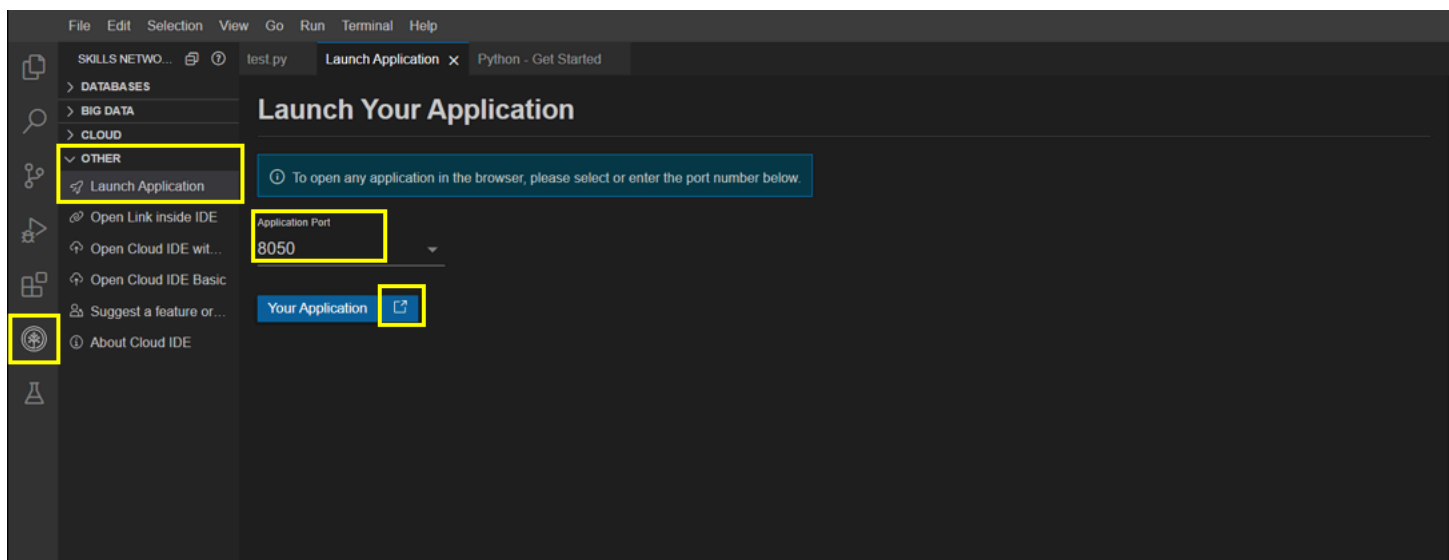 File Edit Selection View Go Run Terminal Help
SKILLS NETWO...
test.py Launch Application Python - Get Started
DATABASES
BIG DATA
CLOUD
OTHER
Launch Application
Open Link inside IDE
Open Cloud IDE wit...
Open Cloud IDE Basic
Suggest a feature or...
About Cloud IDE
Launch Your Application
To open any application in the browser, please select or enter the port number below.
Application Port
8050
Your Application